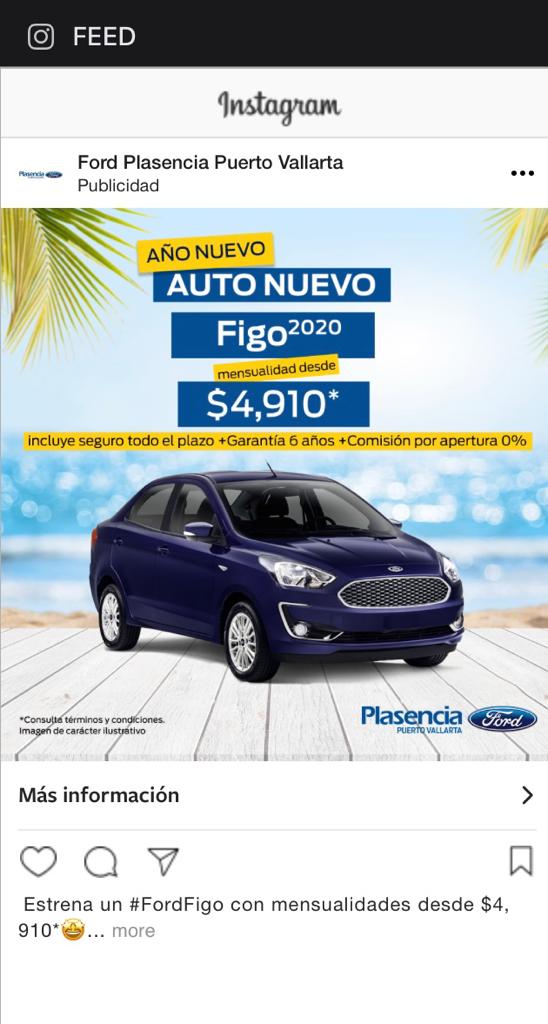 FEED
Instagram
Plasencia Ford
Ford Plasencia Puerto Vallarta
Publicidad
AÑO NUEVO
AUTO NUEVO
Figo2020
mensualidad desde
$4,910*
incluye seguro todo el plazo +Garantía 6 años +Comisión por apertura 0%
*Consulta términos y condiciones.
Imagen de carácter ilustrativo
Plasencia Ford
PUERTO VALLARTA
Más información
Estrena un #FordFigo con mensualidades desde $4,
910*🤩... more